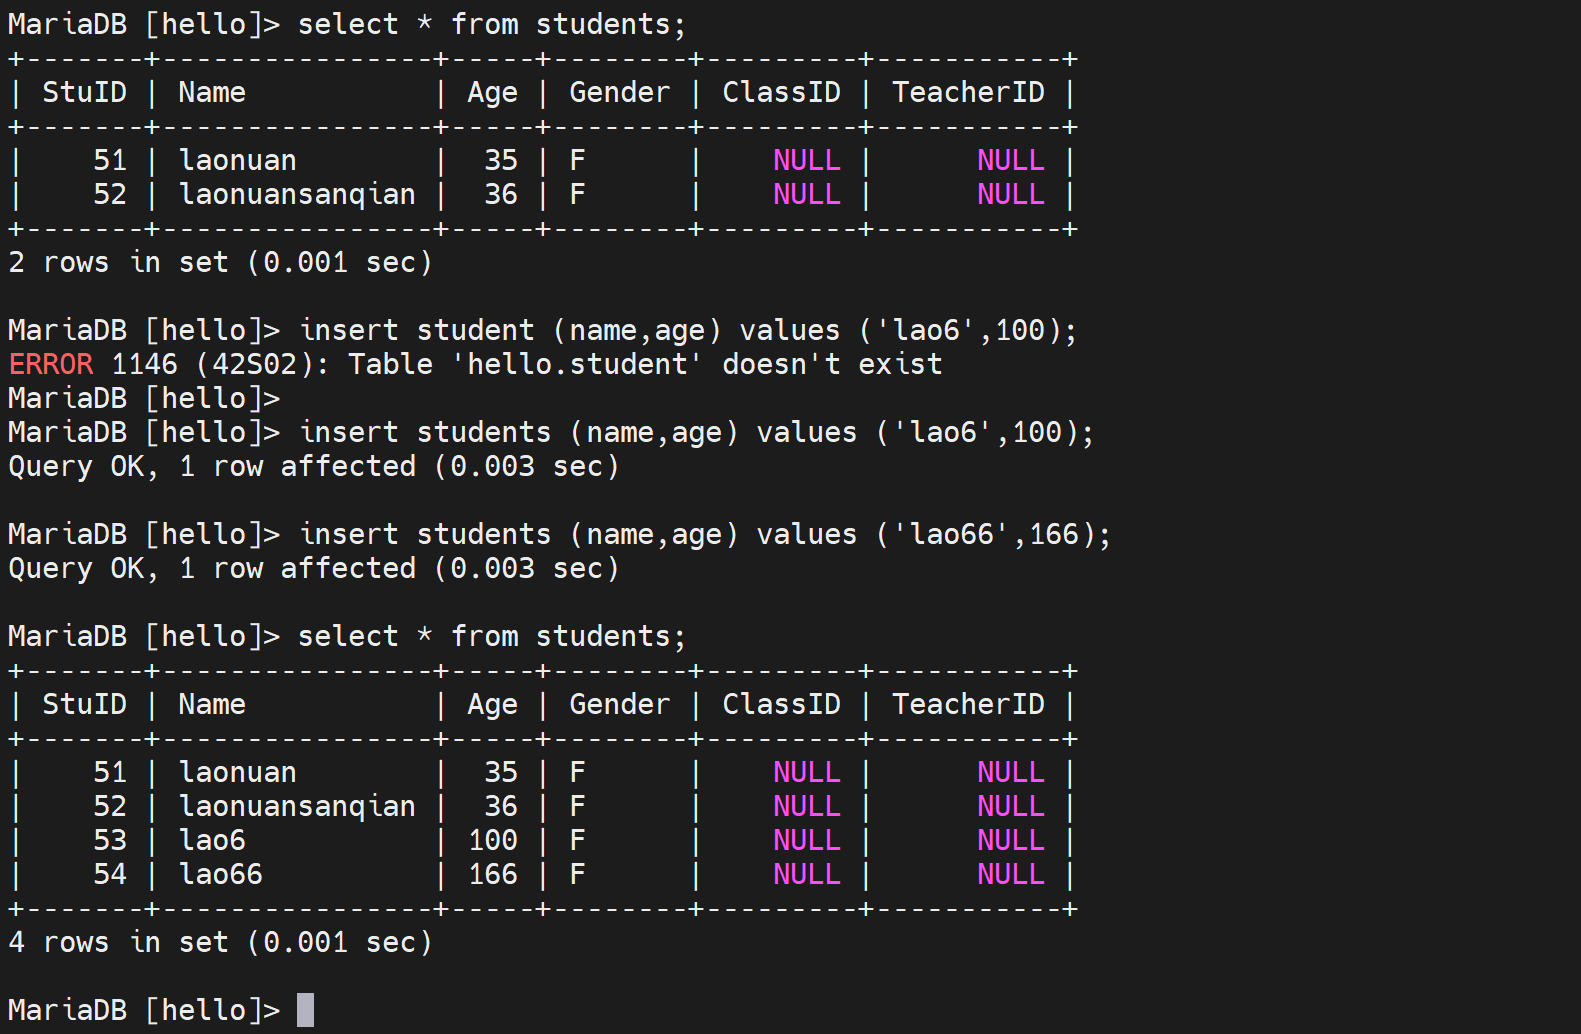 MariaDB [hello]> select * from students;
+-------+----------------+-----+--------+---------+-----------+
| StuID | Name           | Age | Gender | ClassID | TeacherID |
+-------+----------------+-----+--------+---------+-----------+
|    51 | laonuan        |  35 | F      |    NULL |      NULL |
|    52 | laonuansanqian |  36 | F      |    NULL |      NULL |
+-------+----------------+-----+--------+---------+-----------+
2 rows in set (0.001 sec)

MariaDB [hello]> insert student (name,age) values ('lao6',100);
ERROR 1146 (42S02): Table 'hello.student' doesn't exist
MariaDB [hello]>
MariaDB [hello]> insert students (name,age) values ('lao6',100);
Query OK, 1 row affected (0.003 sec)

MariaDB [hello]> insert students (name,age) values ('lao66',166);
Query OK, 1 row affected (0.003 sec)

MariaDB [hello]> select * from students;
+-------+----------------+-----+--------+---------+-----------+
| StuID | Name           | Age | Gender | ClassID | TeacherID |
+-------+----------------+-----+--------+---------+-----------+
|    51 | laonuan        |  35 | F      |    NULL |      NULL |
|    52 | laonuansanqian |  36 | F      |    NULL |      NULL |
|    53 | lao6           | 100 | F      |    NULL |      NULL |
|    54 | lao66          | 166 | F      |    NULL |      NULL |
+-------+----------------+-----+--------+---------+-----------+
4 rows in set (0.001 sec)

MariaDB [hello]>